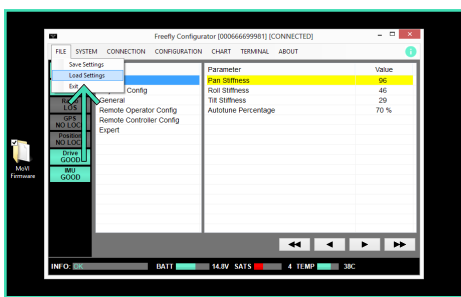 Freefly Configurator [000666699981] [CONNECTED]
FILE SYSTEM CONNECTION CONFIGURATION CHART TERMINAL ABOUT
Save Settings
Load Settings
Exit
Parameter Value
Pan Stiffness 96
Roll Stiffness 46
Tilt Stiffness 29
Autotune Percentage 70 %
Config
General
Remote Operator Config
Remote Controller Config
Expert
LOS
GPS
NO LOC
Position
NO LOC
Drive
GOOD
IMU
GOOD
MoVI
Firmware
INFO: OK BATT 14.8V SATS 4 TEMP 38C